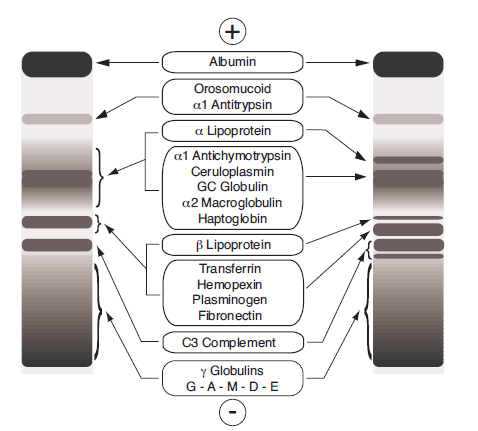 +
Albumin
Orosomucoid
α1 Antitrypsin
α Lipoprotein
α1 Antichymotrypsin
Ceruloplasmin
GC Globulin
α2 Macroglobulin
Haptoglobin
β Lipoprotein
Transferrin
Hemopexin
Plasminogen
Fibronectin
C3 Complement
γ Globulins
G - A - M - D - E
-